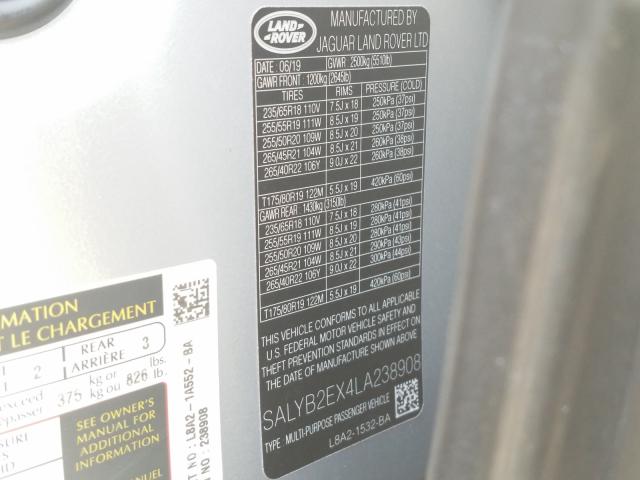 LAND
ROVER
MANUFACTURED BY
JAGUAR LAND ROVER LTD
DATE : 06/19 GVWR 2500kg (5510lb)
GAWR FRONT : 1200kg (2645lb)
TIRES RIMS PRESSURE (COLD)
235/65R18 110V 7.5J x 18 250kPa (37psi)
255/55R19 111W 8.5J x 19 250kPa (37psi)
255/50R20 109W 8.5J x 20 250kPa (37psi)
265/45R21 104W 8.5J x 21 260kPa (38psi)
265/40R22 106Y 9.0J x 22 260kPa (38psi)
T175/80R19 122M 5.5J x 19 420kPa (60psi)
GAWR REAR 1430kg (3150lb)
235/65R18 110V 7.5J x 18 280kPa (41psi)
255/55R19 111W 8.5J x 19 280kPa (41psi)
255/50R20 109W 8.5J x 20 280kPa (41psi)
265/45R21 104W 8.5J x 21 290kPa (43psi)
265/40R22 106Y 9.0J x 22 300kPa (44psi)
T175/80R19 122M 5.5J x 19 420kPa (60psi)
THIS VEHICLE CONFORMS TO ALL APPLICABLE
U.S. FEDERAL MOTOR VEHICLE SAFETY AND
THEFT PREVENTION STANDARDS IN EFFECT ON
THE DATE OF MANUFACTURE SHOWN ABOVE.
SALYB2EX4LA238908
TYPE : MULTI-PURPOSE PASSENGER VEHICLE
L8A2-1532-BA
RMATION
T LE CHARGEMENT
2
REAR
ARRIÈRE
3
exceed
375
kg or
kg ou
826
lbs.
lb.
SEE OWNER'S
MANUAL FOR
ADDITIONAL
INFORMATION
NO : L8A2-1A552-BA
: 238908